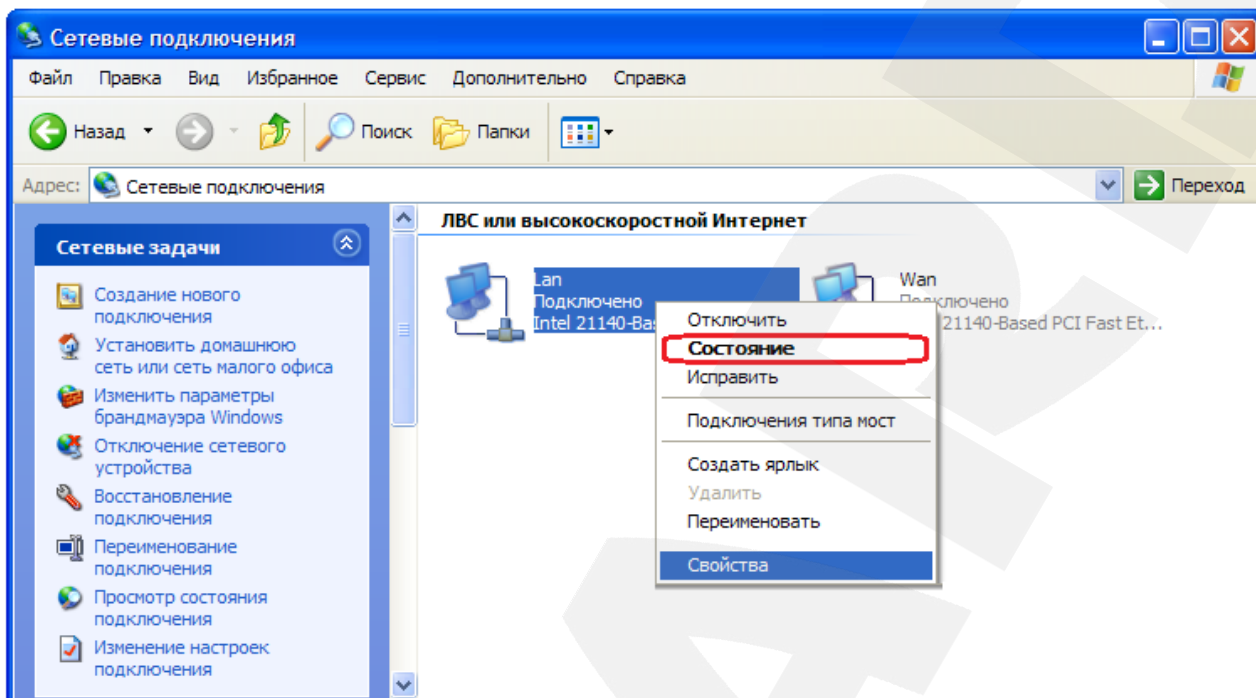 Сетевые подключения
Файл Правка Вид Избранное Сервис Дополнительно Справка
Назад Поиск Папки
Адрес: Сетевые подключения Переход
Сетевые задачи
Создание нового
подключения
Установить домашнюю
сеть или сеть малого офиса
Изменить параметры
брандмауэра Windows
Отключение сетевого
устройства
Восстановление
подключения
Переименование
подключения
Просмотр состояния
подключения
Изменение настроек
подключения
ЛВС или высокоскоростной Интернет
Lan
Подключено
Intel 21140-Ba
Wan
ключено
21140-Based PCI Fast Et...
Отключить
Состояние
Исправить
Подключения типа мост
Создать ярлык
Удалить
Переименовать
Свойства